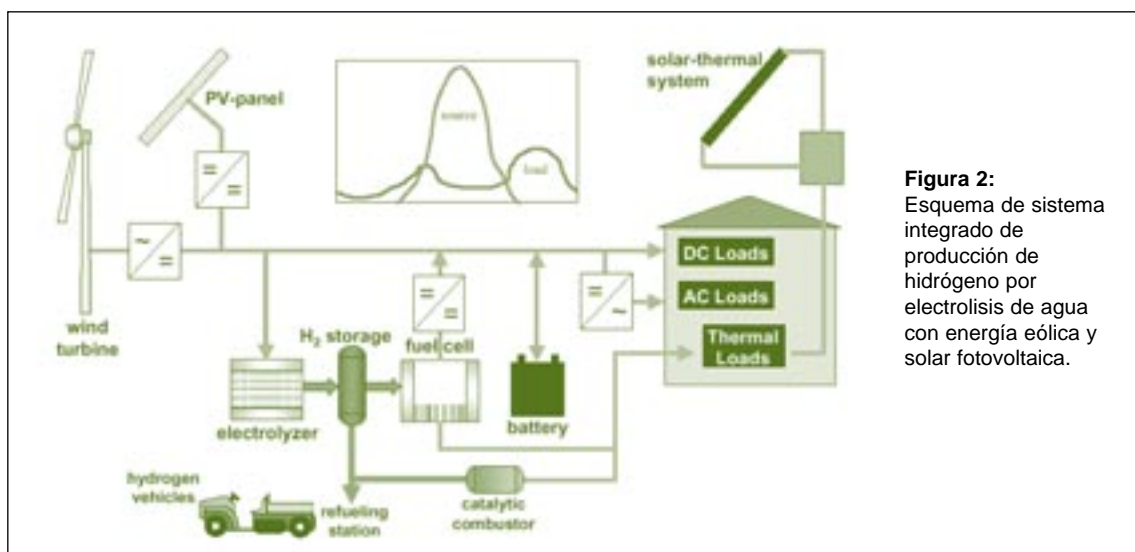 PV-panel
source
load
solar-thermal
system
wind
turbine
DC Loads
AC Loads
Thermal
Loads
H₂ storage
fuel cell
electrolyzer
battery
hydrogen
vehicles
refueling
station
catalytic
combustor
Figura 2:
Esquema de sistema
integrado de
producción de
hidrógeno por
electrolisis de agua
con energía eólica y
solar fotovoltaica.